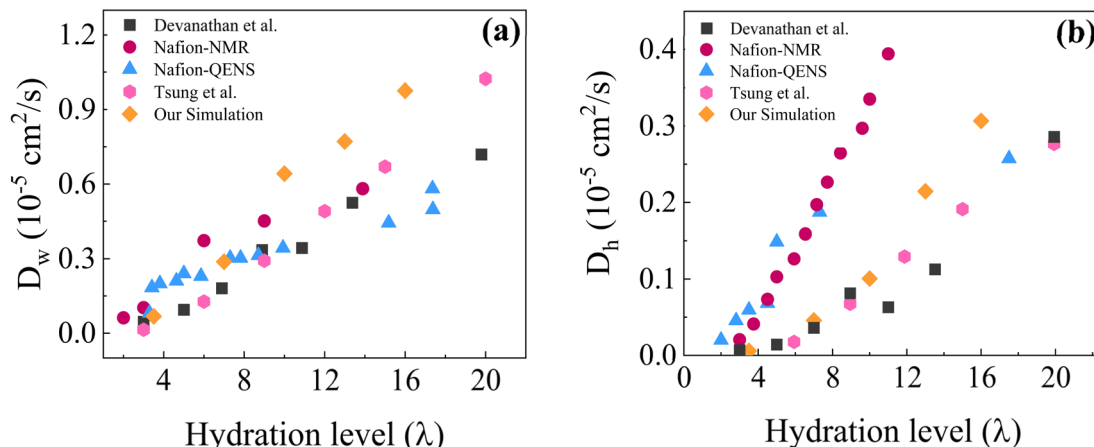 (a)
Devanathan et al.
Nafion-NMR
Nafion-QENS
Tsung et al.
Our Simulation
1.2
0.9
0.6
0.3
0.0
D_w (10^-5 cm^2/s)
4 8 12 16 20
Hydration level (λ)
(b)
Devanathan et al.
Nafion-NMR
Nafion-QENS
Tsung et al.
Our Simulation
0.4
0.3
0.2
0.1
0.0
D_h (10^-5 cm^2/s)
0 4 8 12 16 20
Hydration level (λ)